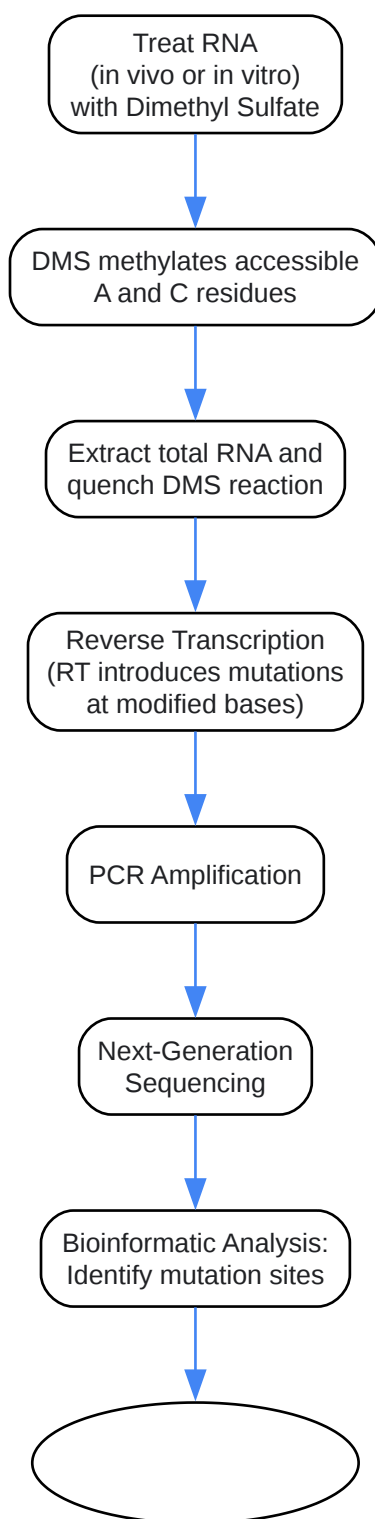 Treat RNA
(in vivo or in vitro)
with Dimethyl Sulfate
DMS methylates accessible
A and C residues
Extract total RNA and
quench DMS reaction
Reverse Transcription
(RT introduces mutations
at modified bases)
PCR Amplification
Next-Generation
Sequencing
Bioinformatic Analysis:
Identify mutation sites